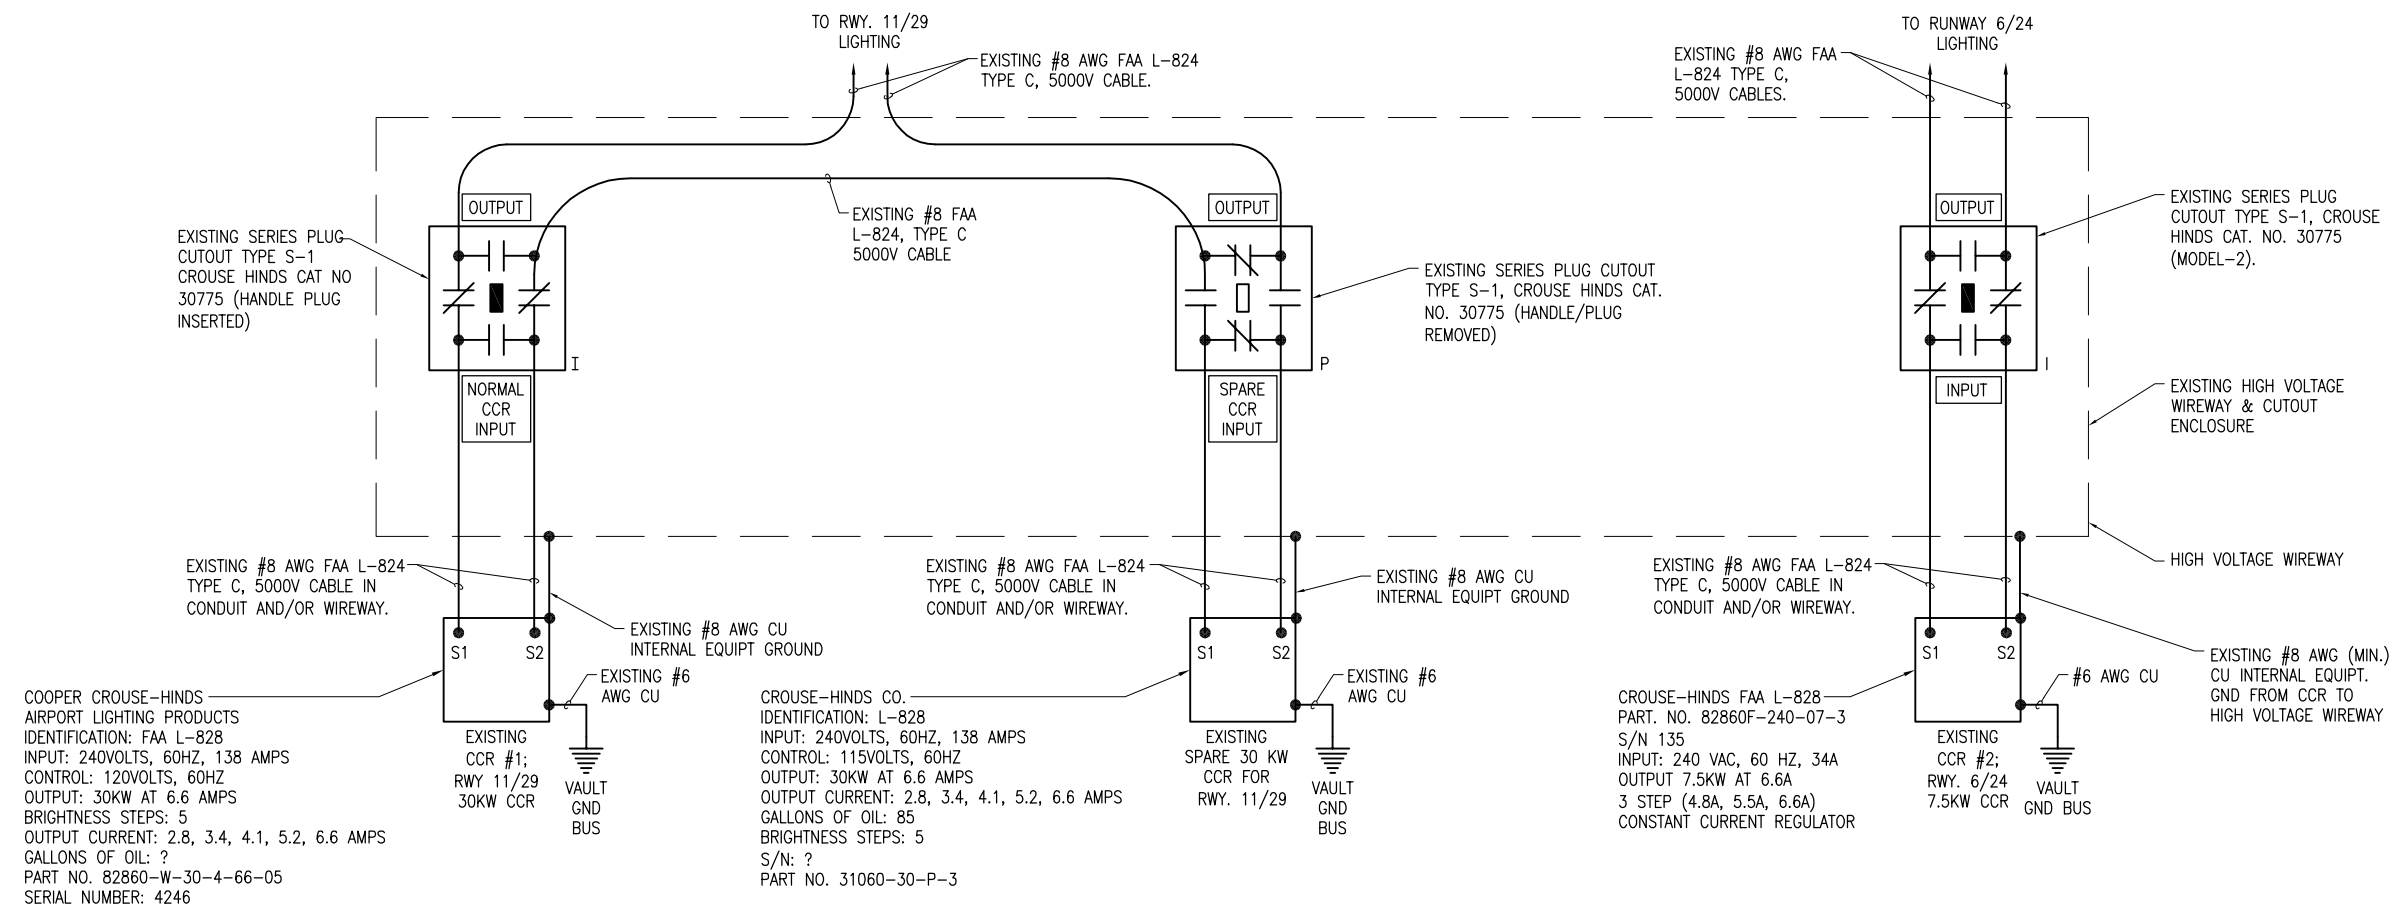 TO RWY. 11/29
LIGHTING
EXISTING #8 AWG FAA L-824
TYPE C, 5000V CABLE.
TO RUNWAY 6/24
LIGHTING
EXISTING #8 AWG FAA
L-824 TYPE C,
5000V CABLES.
OUTPUT
EXISTING SERIES PLUG
CUTOUT TYPE S-1
CROUSE HINDS CAT NO
30775 (HANDLE PLUG
INSERTED)
I
NORMAL
CCR
INPUT
EXISTING #8 FAA
L-824, TYPE C
5000V CABLE
OUTPUT
EXISTING SERIES PLUG CUTOUT
TYPE S-1, CROUSE HINDS CAT.
NO. 30775 (HANDLE/PLUG
REMOVED)
P
SPARE
CCR
INPUT
OUTPUT
EXISTING SERIES PLUG
CUTOUT TYPE S-1, CROUSE
HINDS CAT. NO. 30775
(MODEL-2).
I
INPUT
EXISTING HIGH VOLTAGE
WIREWAY & CUTOUT
ENCLOSURE
HIGH VOLTAGE WIREWAY
EXISTING #8 AWG FAA L-824
TYPE C, 5000V CABLE IN
CONDUIT AND/OR WIREWAY.
EXISTING #8 AWG CU
INTERNAL EQUIPT GROUND
S1
S2
EXISTING #6
AWG CU
COOPER CROUSE-HINDS
AIRPORT LIGHTING PRODUCTS
IDENTIFICATION: FAA L-828
INPUT: 240VOLTS, 60HZ, 138 AMPS
CONTROL: 120VOLTS, 60HZ
OUTPUT: 30KW AT 6.6 AMPS
BRIGHTNESS STEPS: 5
OUTPUT CURRENT: 2.8, 3.4, 4.1, 5.2, 6.6 AMPS
GALLONS OF OIL: ?
PART NO. 82860-W-30-4-66-05
SERIAL NUMBER: 4246
EXISTING
CCR #1;
RWY 11/29
30KW CCR
VAULT
GND
BUS
EXISTING #8 AWG FAA L-824
TYPE C, 5000V CABLE IN
CONDUIT AND/OR WIREWAY.
EXISTING #8 AWG CU
INTERNAL EQUIPT GROUND
S1
S2
EXISTING #6
AWG CU
CROUSE-HINDS CO.
IDENTIFICATION: L-828
INPUT: 240VOLTS, 60HZ, 138 AMPS
CONTROL: 115VOLTS, 60HZ
OUTPUT: 30KW AT 6.6 AMPS
OUTPUT CURRENT: 2.8, 3.4, 4.1, 5.2, 6.6 AMPS
GALLONS OF OIL: 85
BRIGHTNESS STEPS: 5
S/N: ?
PART NO. 31060-30-P-3
EXISTING
SPARE 30 KW
CCR FOR
RWY. 11/29
VAULT
GND
BUS
EXISTING #8 AWG FAA L-824
TYPE C, 5000V CABLE IN
CONDUIT AND/OR WIREWAY.
S1
S2
EXISTING #8 AWG (MIN.)
CU INTERNAL EQUIPT.
GND FROM CCR TO
HIGH VOLTAGE WIREWAY
#6 AWG CU
CROUSE-HINDS FAA L-828
PART. NO. 82860F-240-07-3
S/N 135
INPUT: 240 VAC, 60 HZ, 34A
OUTPUT 7.5KW AT 6.6A
3 STEP (4.8A, 5.5A, 6.6A)
CONSTANT CURRENT REGULATOR
EXISTING
CCR #2;
RWY. 6/24
7.5KW CCR
VAULT
GND BUS